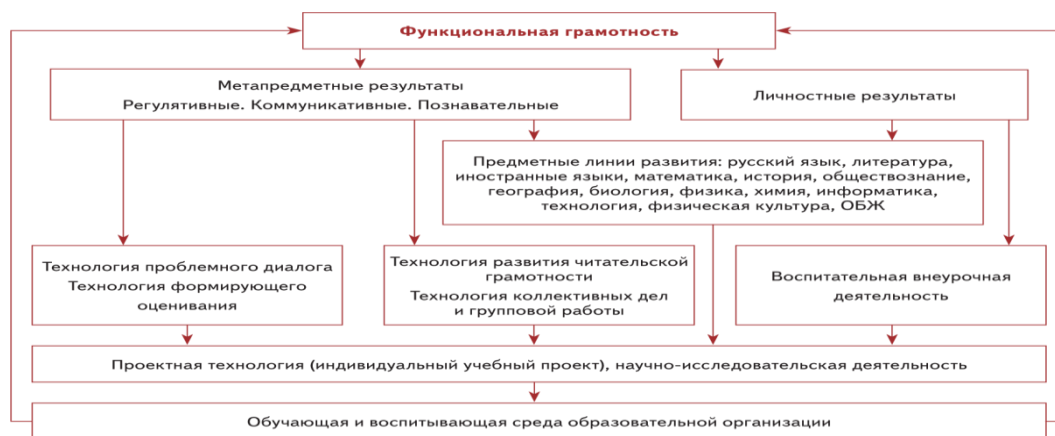 Функциональная грамотность
Метапредметные результаты
Регулятивные. Коммуникативные. Познавательные
Личностные результаты
Предметные линии развития: русский язык, литература,
иностранные языки, математика, история, обществознание,
география, биология, физика, химия, информатика,
технология, физическая культура, ОБЖ
Технология проблемного диалога
Технология формирующего
оценивания
Технология развития читательской
грамотности
Технология коллективных дел
и групповой работы
Воспитательная внеурочная
деятельность
Проектная технология (индивидуальный учебный проект), научно-исследовательская деятельность
Обучающая и воспитывающая среда образовательной организации